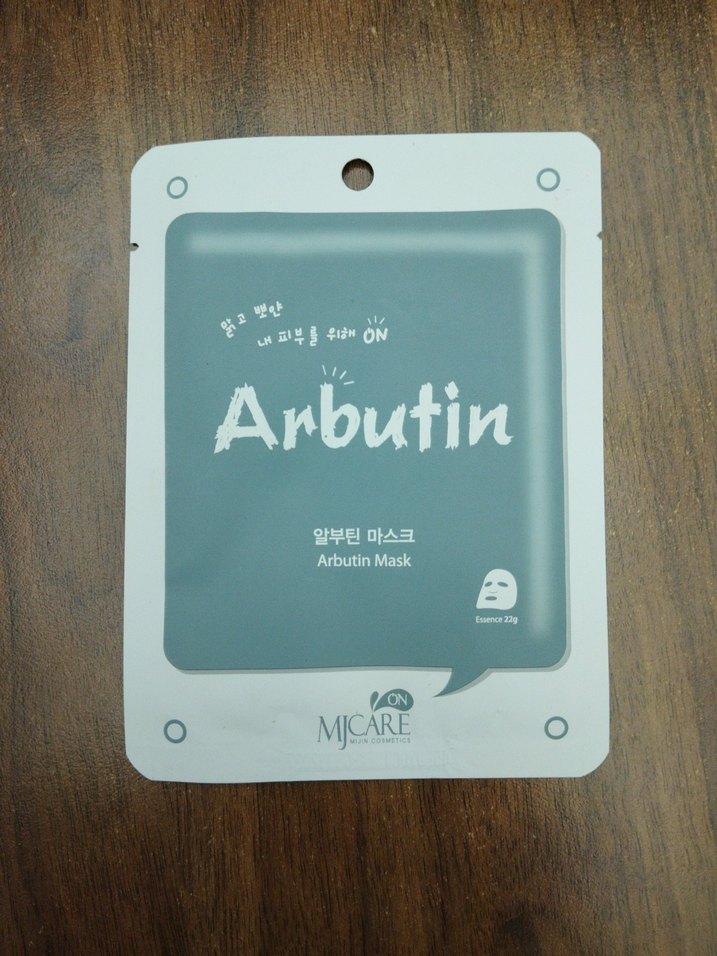 맑고 뽀얀
내 피부를 위해 ON
Arbutin
알부틴 마스크
Arbutin Mask
Essence 22g
ON
MJCARE
MIJIN COSMETICS